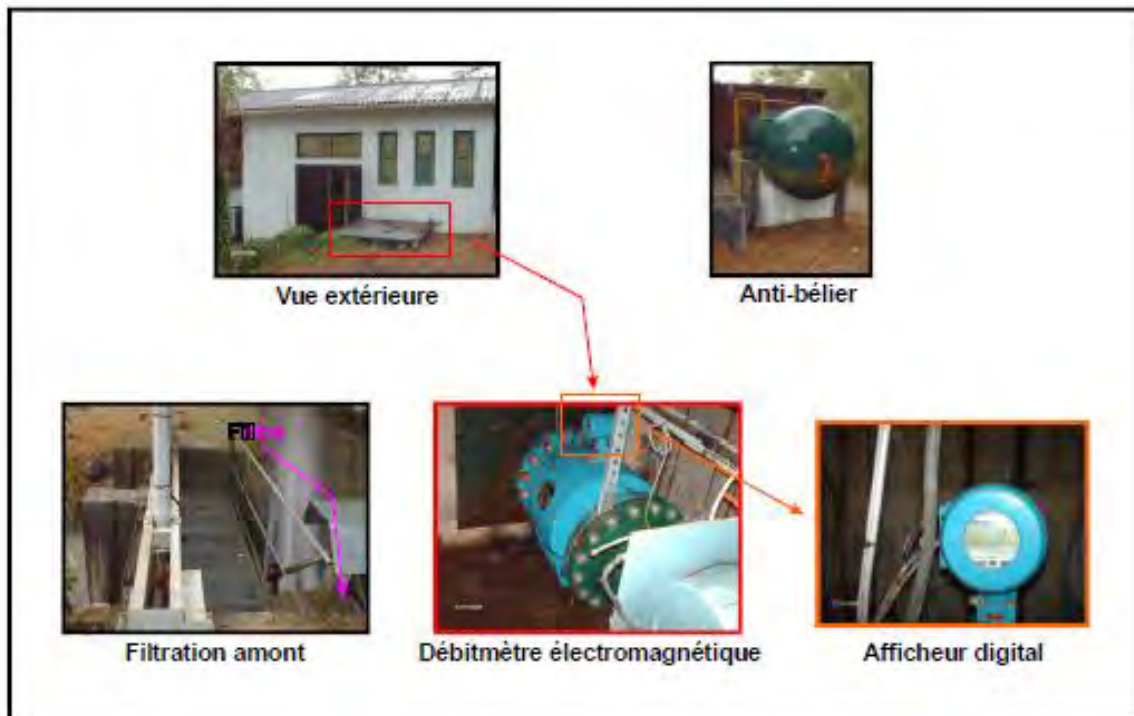 Vue extérieure
Anti-bélier
Filtration amont
Débitmètre électromagnétique
Afficheur digital